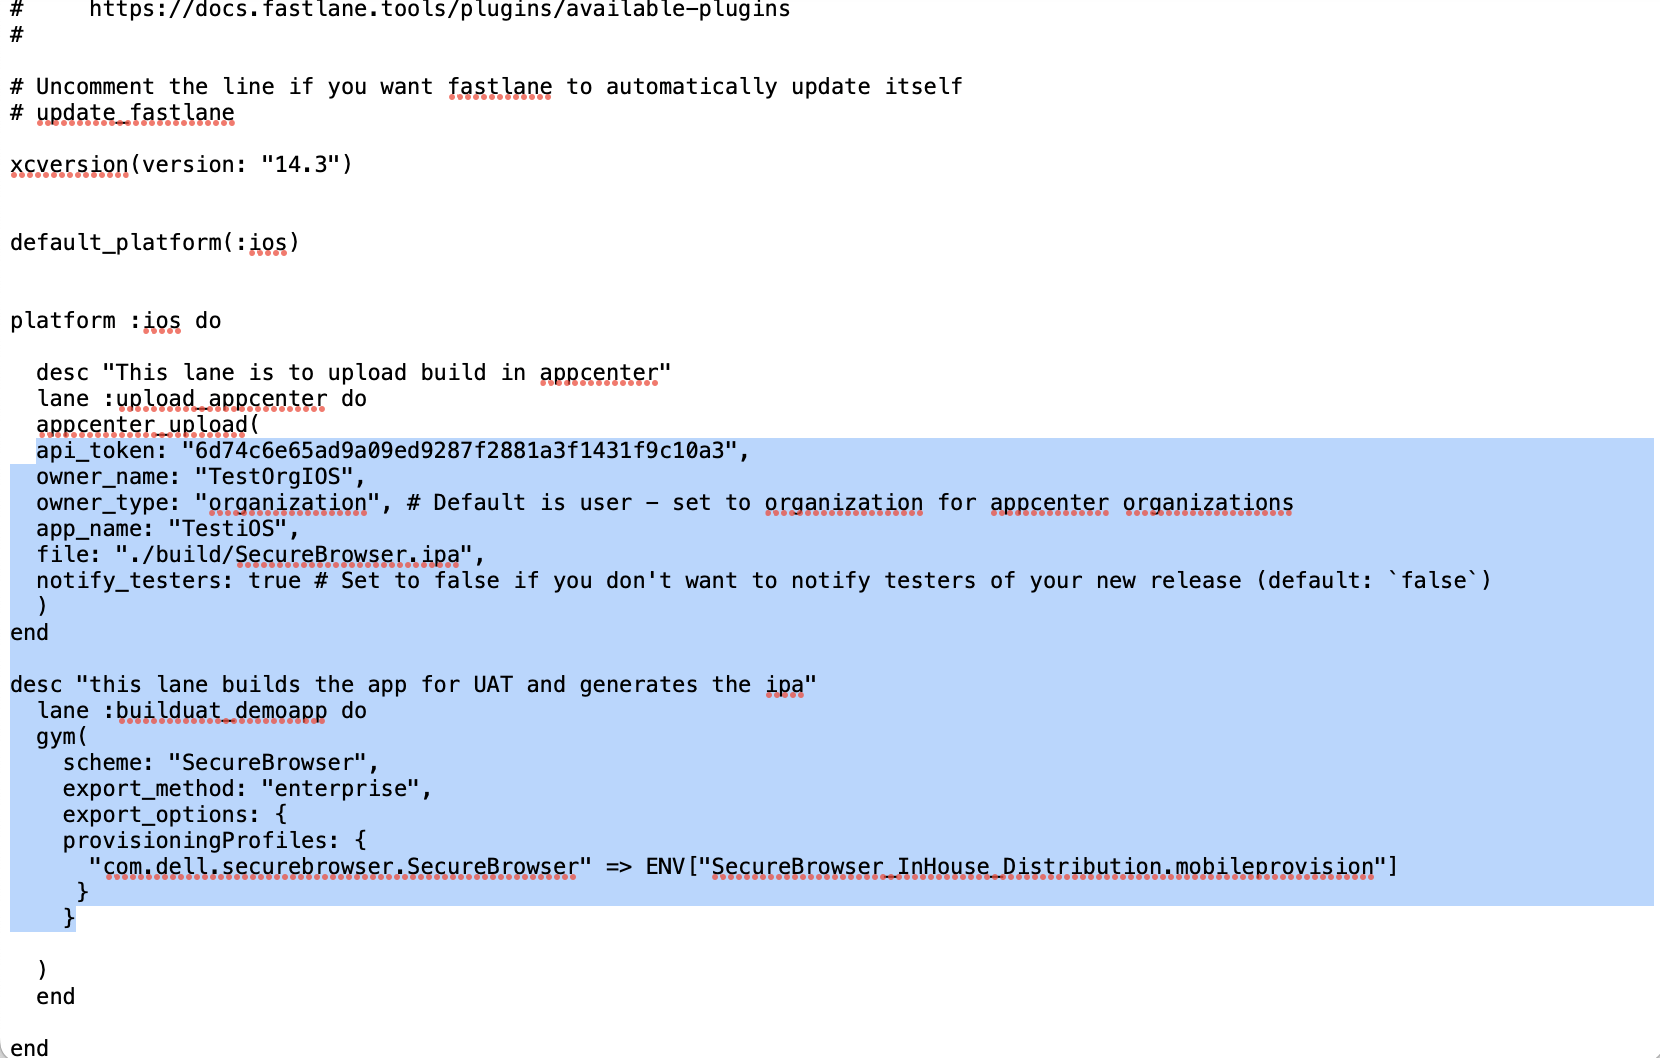 #     https://docs.fastlane.tools/plugins/available-plugins
#
# Uncomment the line if you want fastlane to automatically update itself
# update_fastlane
xcversion(version: "14.3")
default_platform(:ios)
platform :ios do
  desc "This lane is to upload build in appcenter"
  lane :upload_appcenter do
  appcenter_upload(
  api_token: "6d74c6e65ad9a09ed9287f2881a3f1431f9c10a3",
  owner_name: "TestOrgIOS",
  owner_type: "organization", # Default is user – set to organization for appcenter organizations
  app_name: "TestiOS",
  file: "./build/SecureBrowser.ipa",
  notify_testers: true # Set to false if you don't want to notify testers of your new release (default: `false`)
  )
end
desc "this lane builds the app for UAT and generates the ipa"
  lane :builduat_demoapp do
  gym(
    scheme: "SecureBrowser",
    export_method: "enterprise",
    export_options: {
    provisioningProfiles: {
      "com.dell.securebrowser.SecureBrowser" => ENV["SecureBrowser_InHouse_Distribution.mobileprovision"]
     }
    }
  )
  end
end